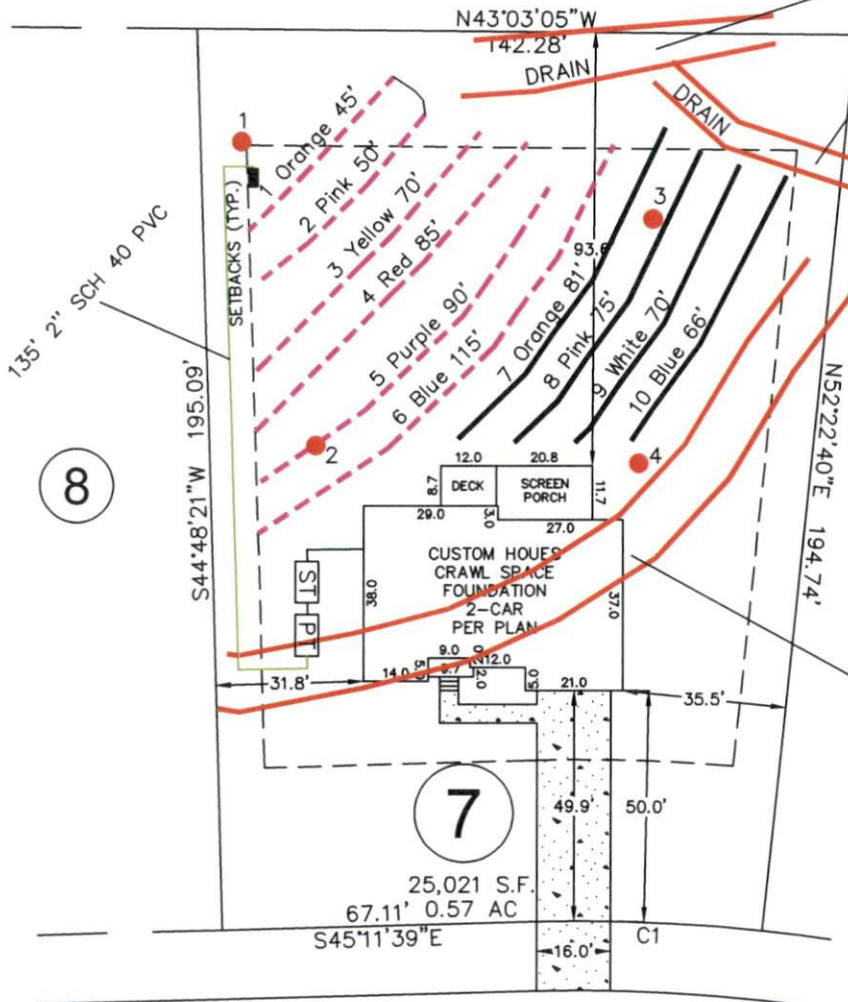 N43°03'05"W
142.28'
DRAIN
DRAIN
1
1 Orange 45'
2 Pink 50'
3 Yellow 70'
4 Red 85'
5 Purple 90'
6 Blue 115'
7 Orange 81'
8 Pink 75'
9 White 70'
10 Blue 66'
3
93.6
SETBACKS (TYP.)
135' 2" SCH 40 PVC
S44°48'21"W 195.09'
N52°22'40"E 194.74'
8
2
4
12.0
20.8
8.7
DECK
SCREEN
PORCH
11.7
29.0
3.0
27.0
CUSTOM HOUES
CRAWL SPACE
FOUNDATION
2-CAR
PER PLAN
38.0
37.0
ST
PT
9.0
12.0
14.0
2.0
5.0
21.0
31.8'
35.5'
7
49.9'
50.0'
25,021 S.F.
67.11' 0.57 AC
S45°11'39"E
16.0'
C1